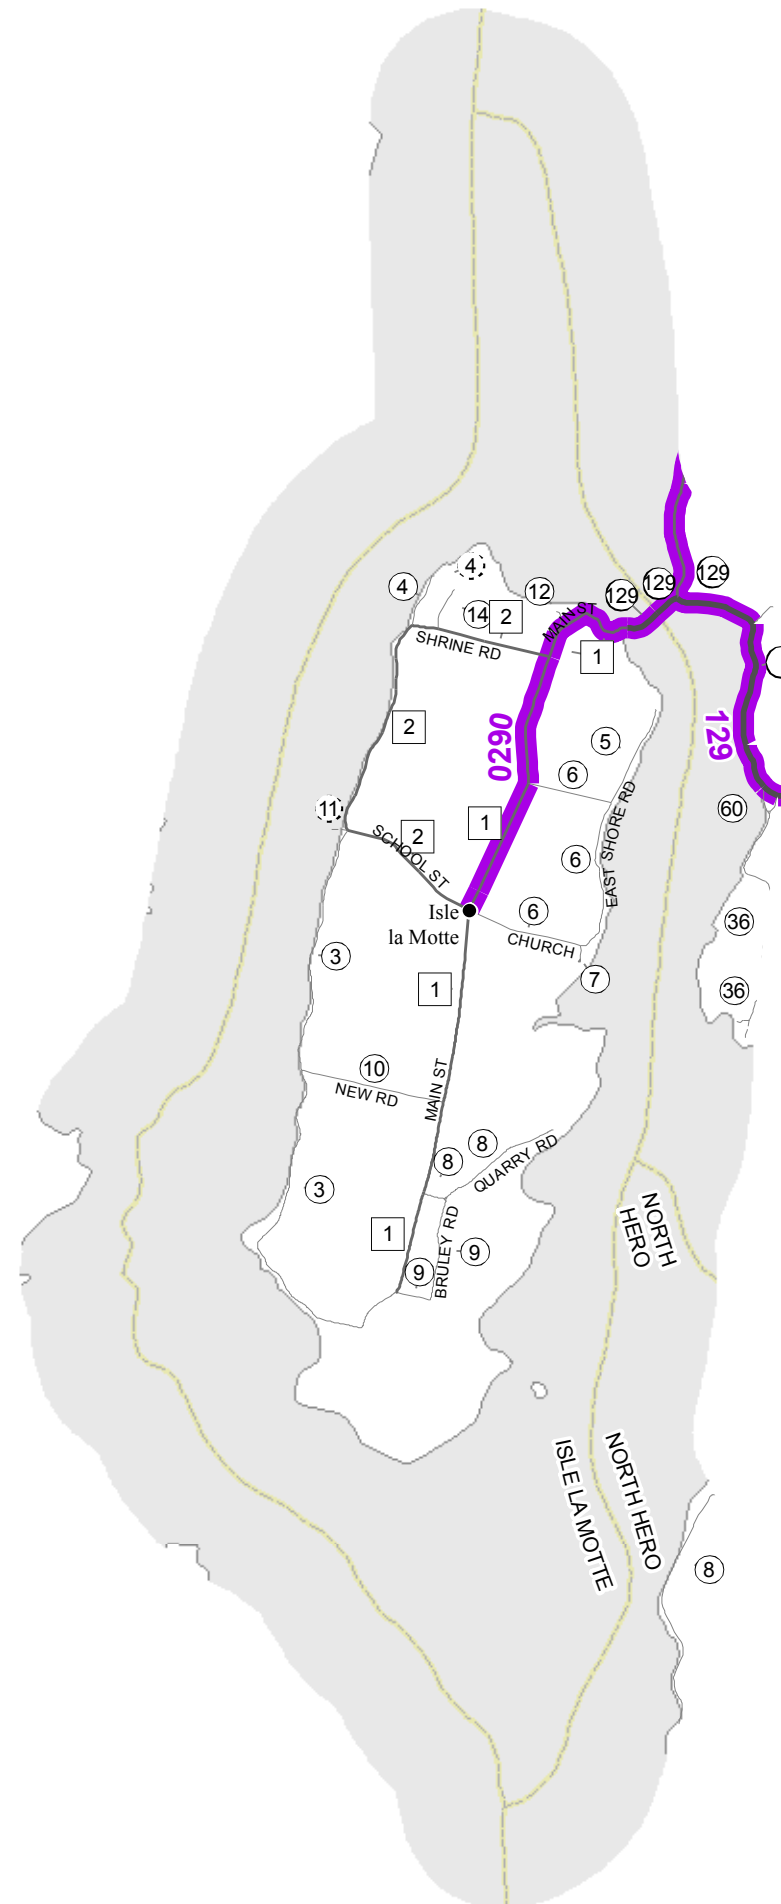 4
4
12
129
129
129
14
2
MAIN ST
SHRINE RD
1
2
0290
129
5
6
11
2
1
60
SCHOOL ST
EAST SHORE RD
6
Isle
la Motte
6
CHURCH
36
3
7
1
36
10
NEW RD
MAIN ST
8
8
QUARRY RD
3
1
BRULEY RD
9
9
NORTH
HERO
ISLE LA MOTTE
NORTH HERO
8